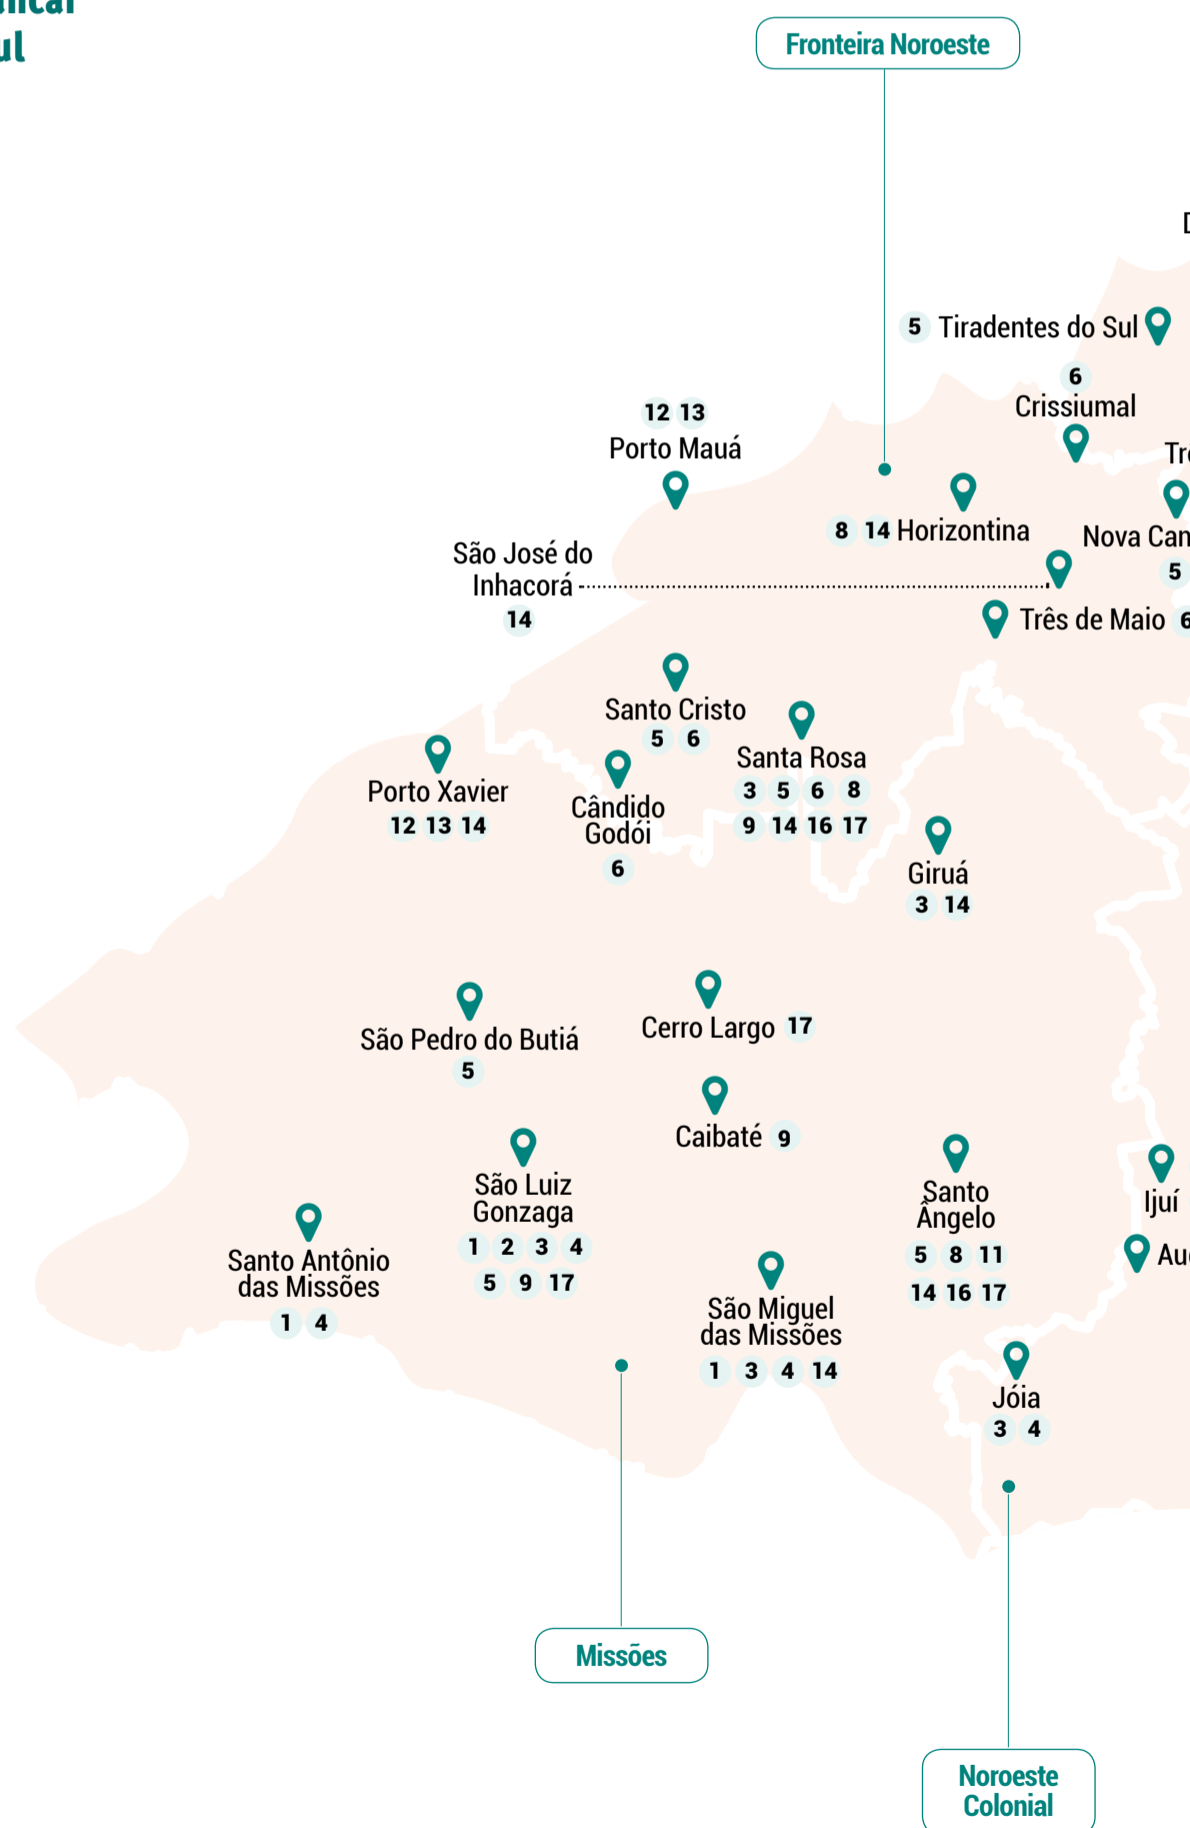 Fronteira Noroeste
5 Tiradentes do Sul
6
Crissiumal
12 13
Porto Mauá
8 14 Horizontina
Nova
5
São José do
Inhacorá
14
Três de Maio 6
Santo Cristo
5 6
Santa Rosa
3 5 6 8
9 14 16 17
Porto Xavier
12 13 14
Cândido
Godói
6
Giruá
3 14
São Pedro do Butiá
5
Cerro Largo 17
Caibaté 9
São Luiz
Gonzaga
1 2 3 4
5 9 17
Santo Antônio
das Missões
1 4
São Miguel
das Missões
1 3 4 14
Santo
Ângelo
5 8 11
14 16 17
Ijuí
Jóia
3 4
Missões
Noroeste
Colonial